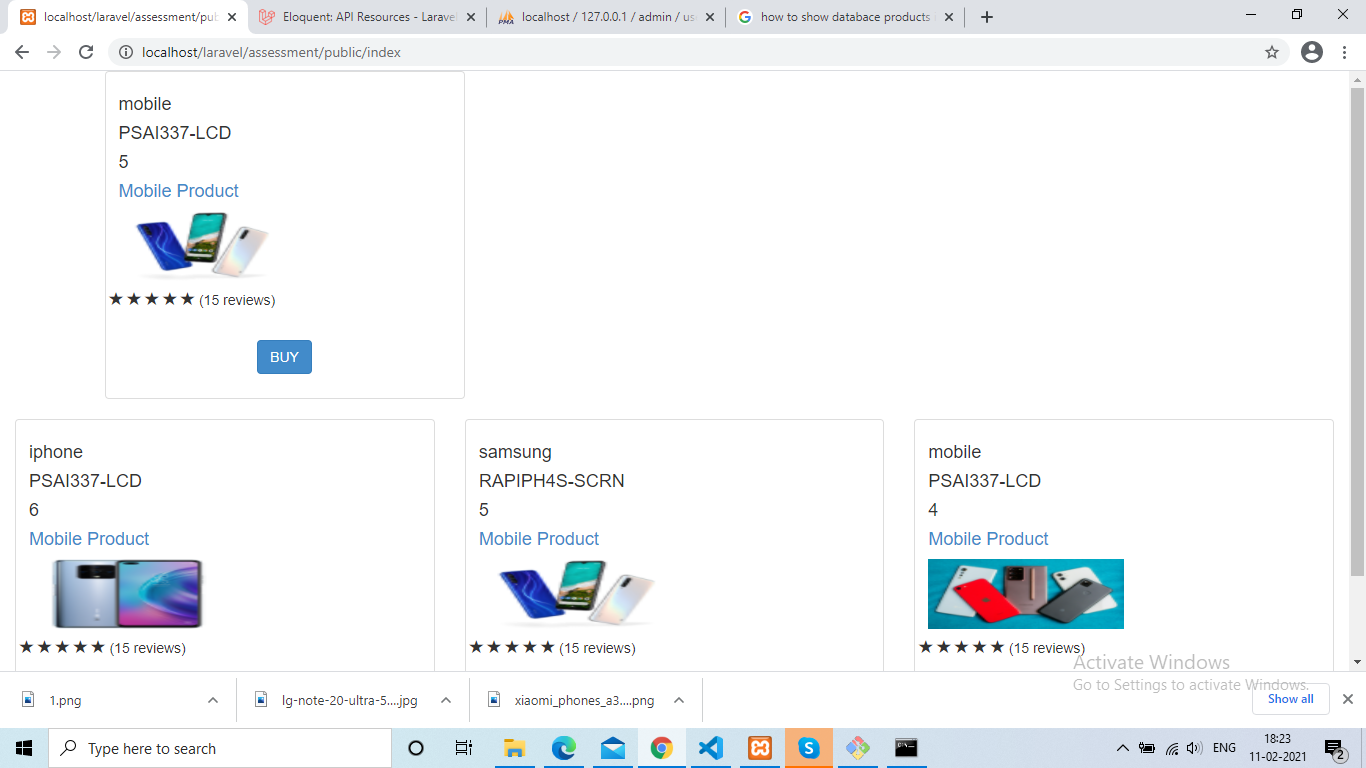 localhost/laravel/assessment/pub
Eloquent: API Resources - Laravel
PMA
localhost / 127.0.0.1 / admin / us
how to show databace products
localhost/laravel/assessment/public/index
mobile
PSAI337-LCD
5
Mobile Product
★★★★★ (15 reviews)
BUY
iphone
PSAI337-LCD
6
Mobile Product
★★★★★ (15 reviews)
samsung
RAPIPH4S-SCRN
5
Mobile Product
★★★★★ (15 reviews)
mobile
PSAI337-LCD
4
Mobile Product
★★★★★ (15 reviews)
Activate Windows
Go to Settings to activate Windows.
1.png
lg-note-20-ultra-5....jpg
xiaomi_phones_a3....png
Show all
Type here to search
ENG
18:23
11-02-2021
2